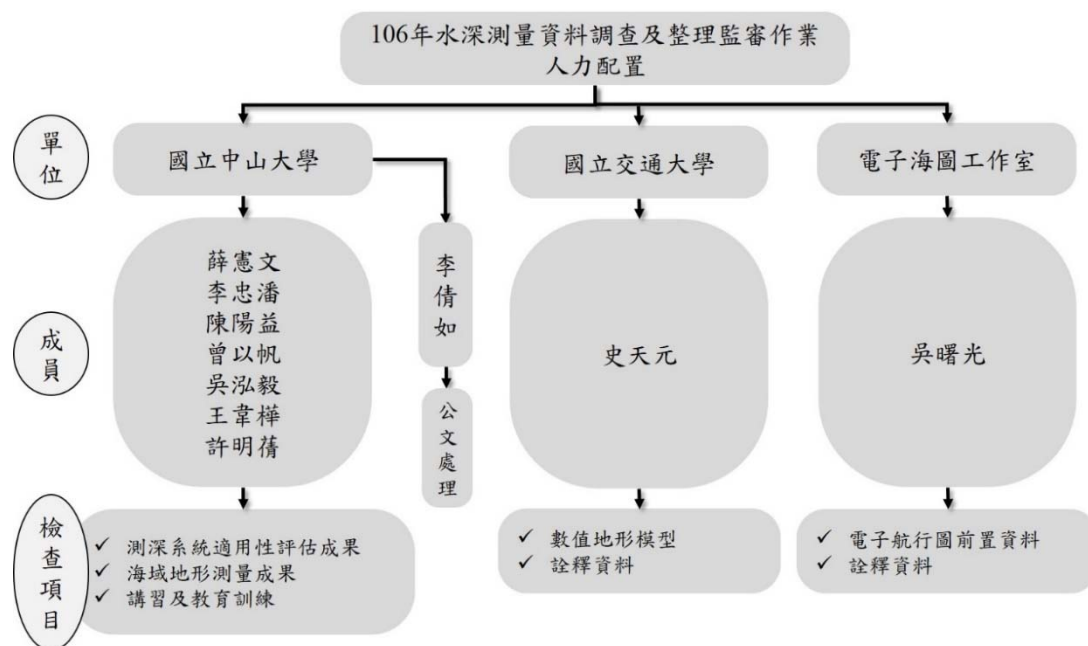 106年水深測量資料調查及整理監審作業
人力配置
單位
國立中山大學
國立交通大學
電子海圖工作室
成員
薛憲文
李忠潘
陳陽益
曾以帆
吳泓毅
王韋樺
許明蒨
李倩如
公文處理
史天元
吳曙光
檢查項目
✓ 測深系統適用性評估成果
✓ 海域地形測量成果
✓ 講習及教育訓練
✓ 數值地形模型
✓ 詮釋資料
✓ 電子航行圖前置資料
✓ 詮釋資料